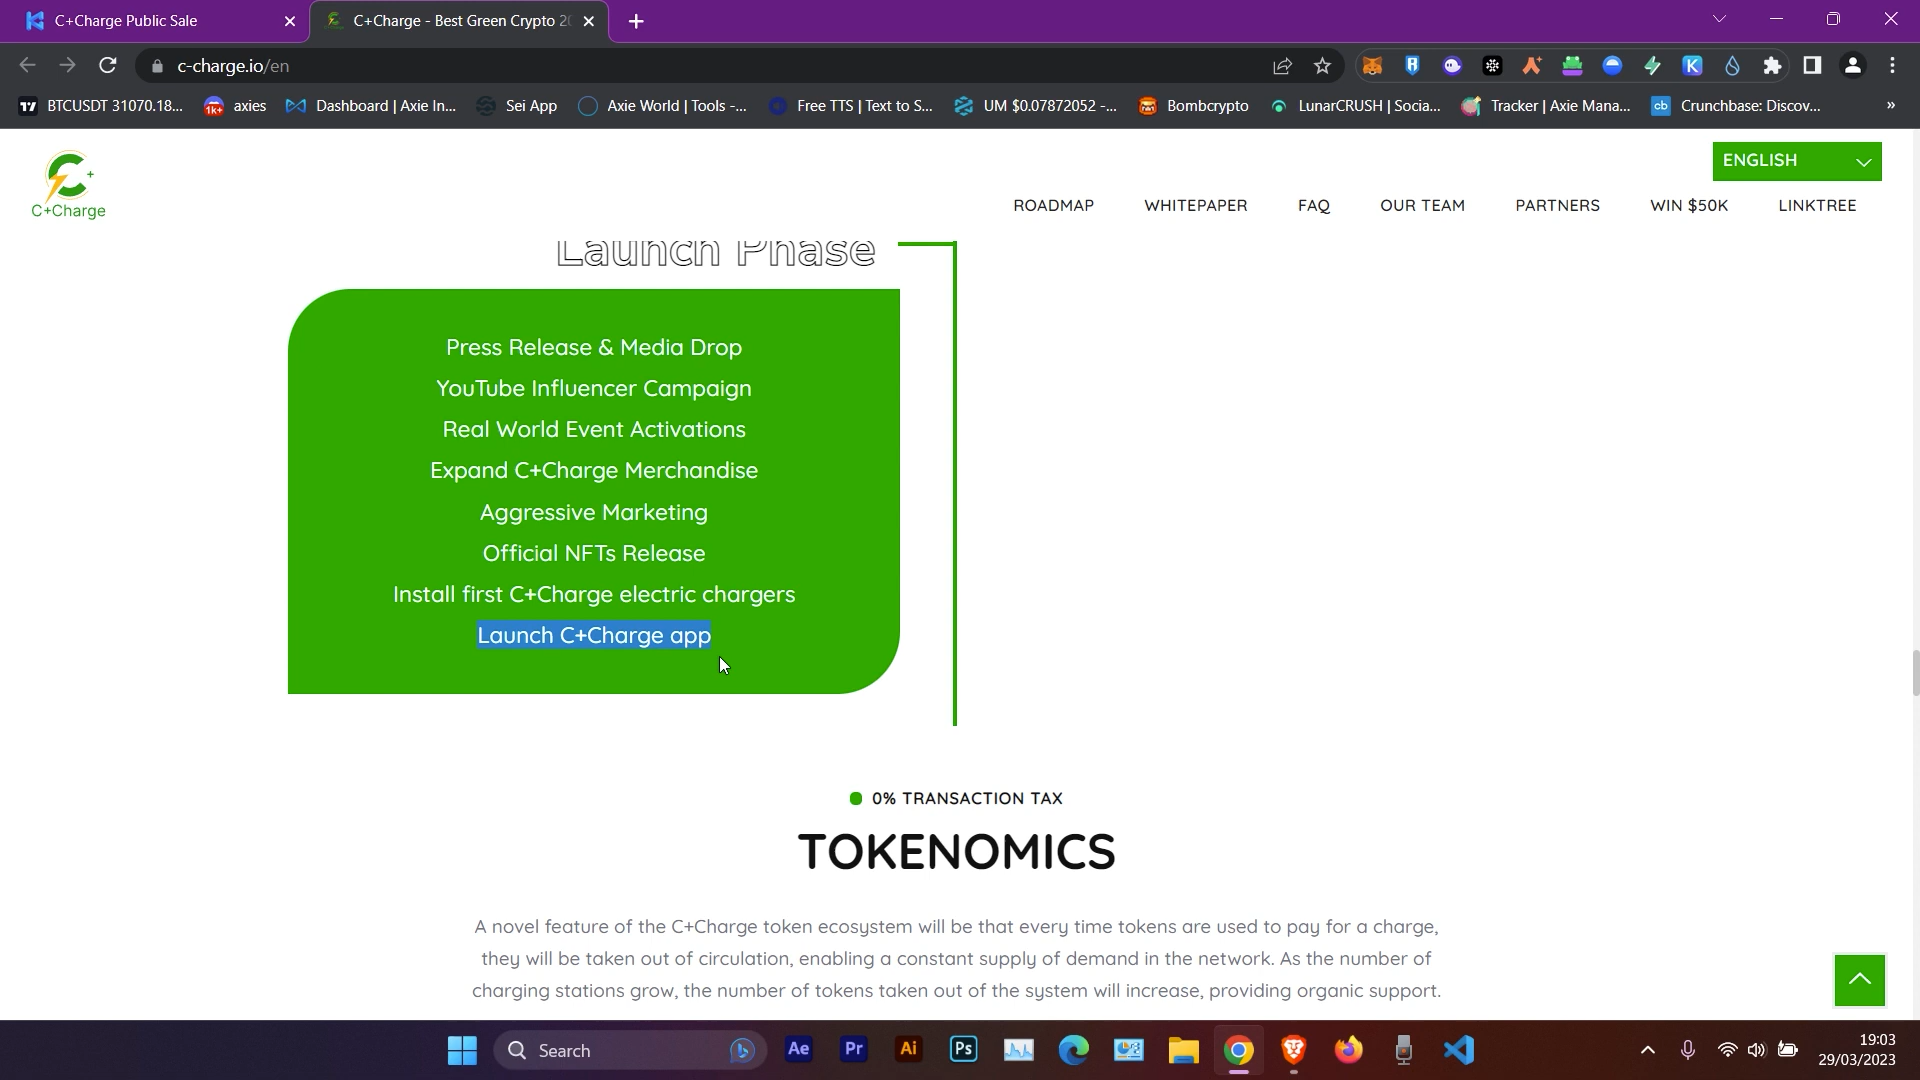 C+Charge Public Sale
C+Charge - Best Green Crypto 20
c-charge.io/en
BTCUSDT 31070.18...
axies
Dashboard | Axie In...
Sei App
Axie World | Tools -...
Free TTS | Text to S...
UM $0.07872052 -...
Bombcrypto
LunarCRUSH | Socia...
Tracker | Axie Mana...
cb
Crunchbase: Discov...
»
C+Charge
ENGLISH
ROADMAP
WHITEPAPER
FAQ
OUR TEAM
PARTNERS
WIN $50K
LINKTREE
Launch Phase
Press Release & Media Drop
YouTube Influencer Campaign
Real World Event Activations
Expand C+Charge Merchandise
Aggressive Marketing
Official NFTs Release
Install first C+Charge electric chargers
Launch C+Charge app
0% TRANSACTION TAX
TOKENOMICS
A novel feature of the C+Charge token ecosystem will be that every time tokens are used to pay for a charge,
they will be taken out of circulation, enabling a constant supply of demand in the network. As the number of
charging stations grow, the number of tokens taken out of the system will increase, providing organic support.
Search
Ae
Pr
Ai
Ps
19:03
29/03/2023